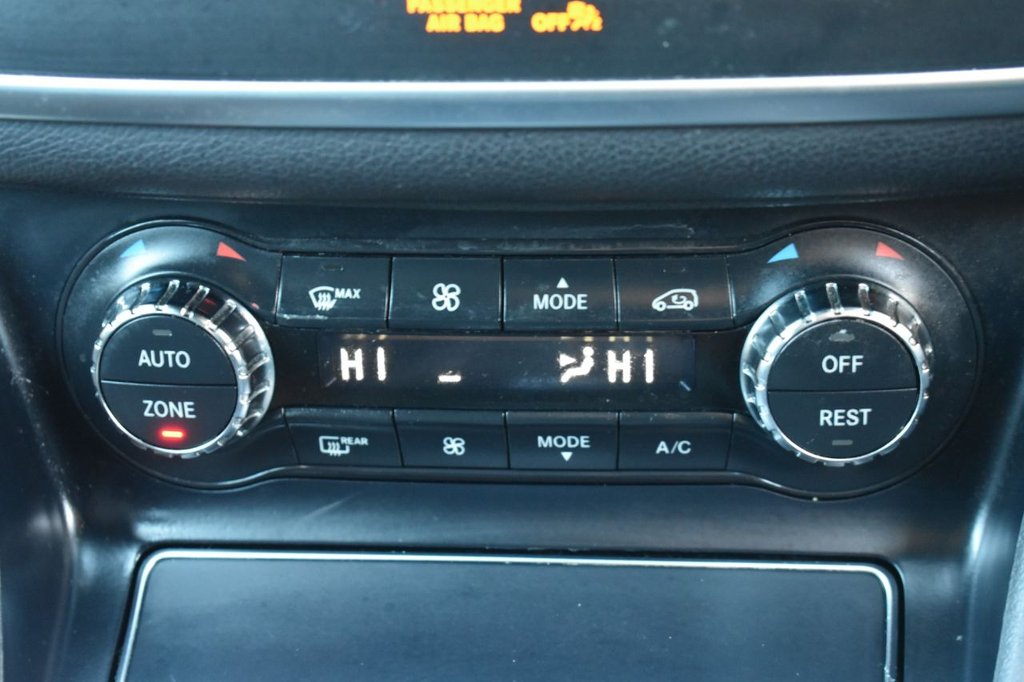 PASSENGER
AIR BAG OFF
MAX
MODE
AUTO
HI HI
OFF
ZONE
REST
REAR
MODE
A/C